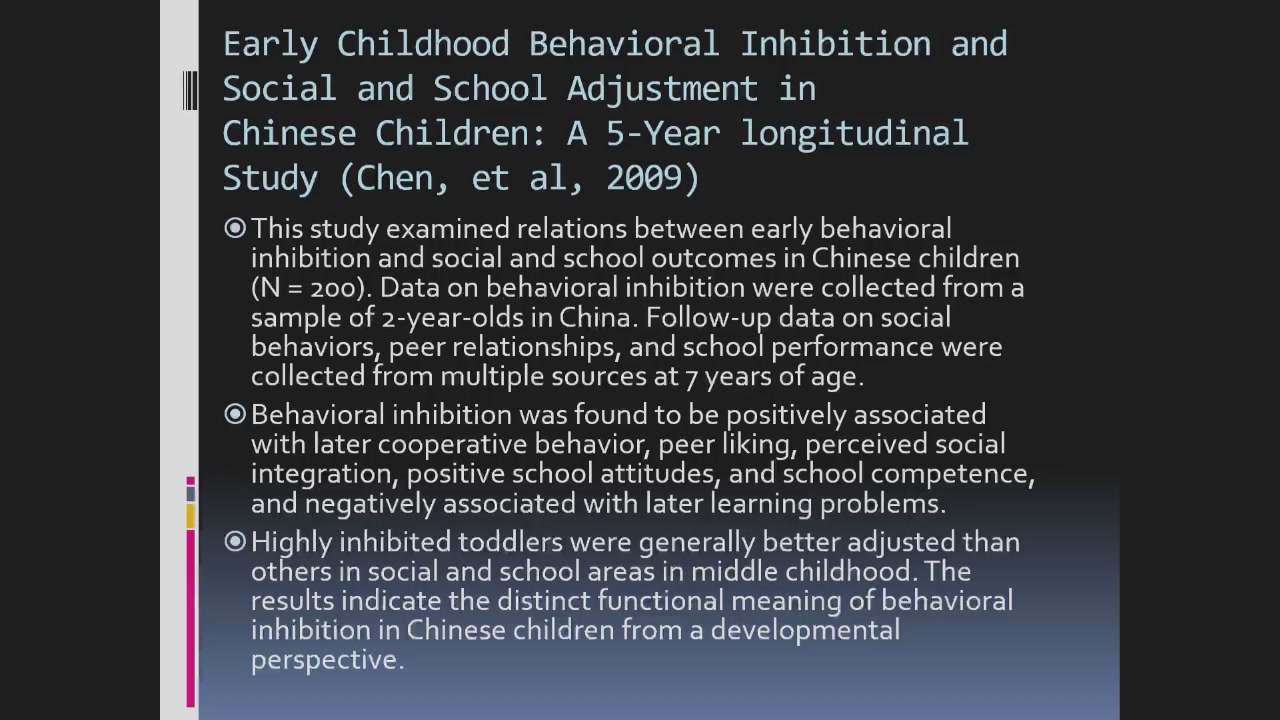 Early Childhood Behavioral Inhibition and
Social and School Adjustment in
Chinese Children: A 5-Year longitudinal
Study (Chen, et al, 2009)
This study examined relations between early behavioral
inhibition and social and school outcomes in Chinese children
(N = 200). Data on behavioral inhibition were collected from a
sample of 2-year-olds in China. Follow-up data on social
behaviors, peer relationships, and school performance were
collected from multiple sources at 7 years of age.
Behavioral inhibition was found to be positively associated
with later cooperative behavior, peer liking, perceived social
integration, positive school attitudes, and school competence,
and negatively associated with later learning problems.
Highly inhibited toddlers were generally better adjusted than
others in social and school areas in middle childhood. The
results indicate the distinct functional meaning of behavioral
inhibition in Chinese children from a developmental
perspective.